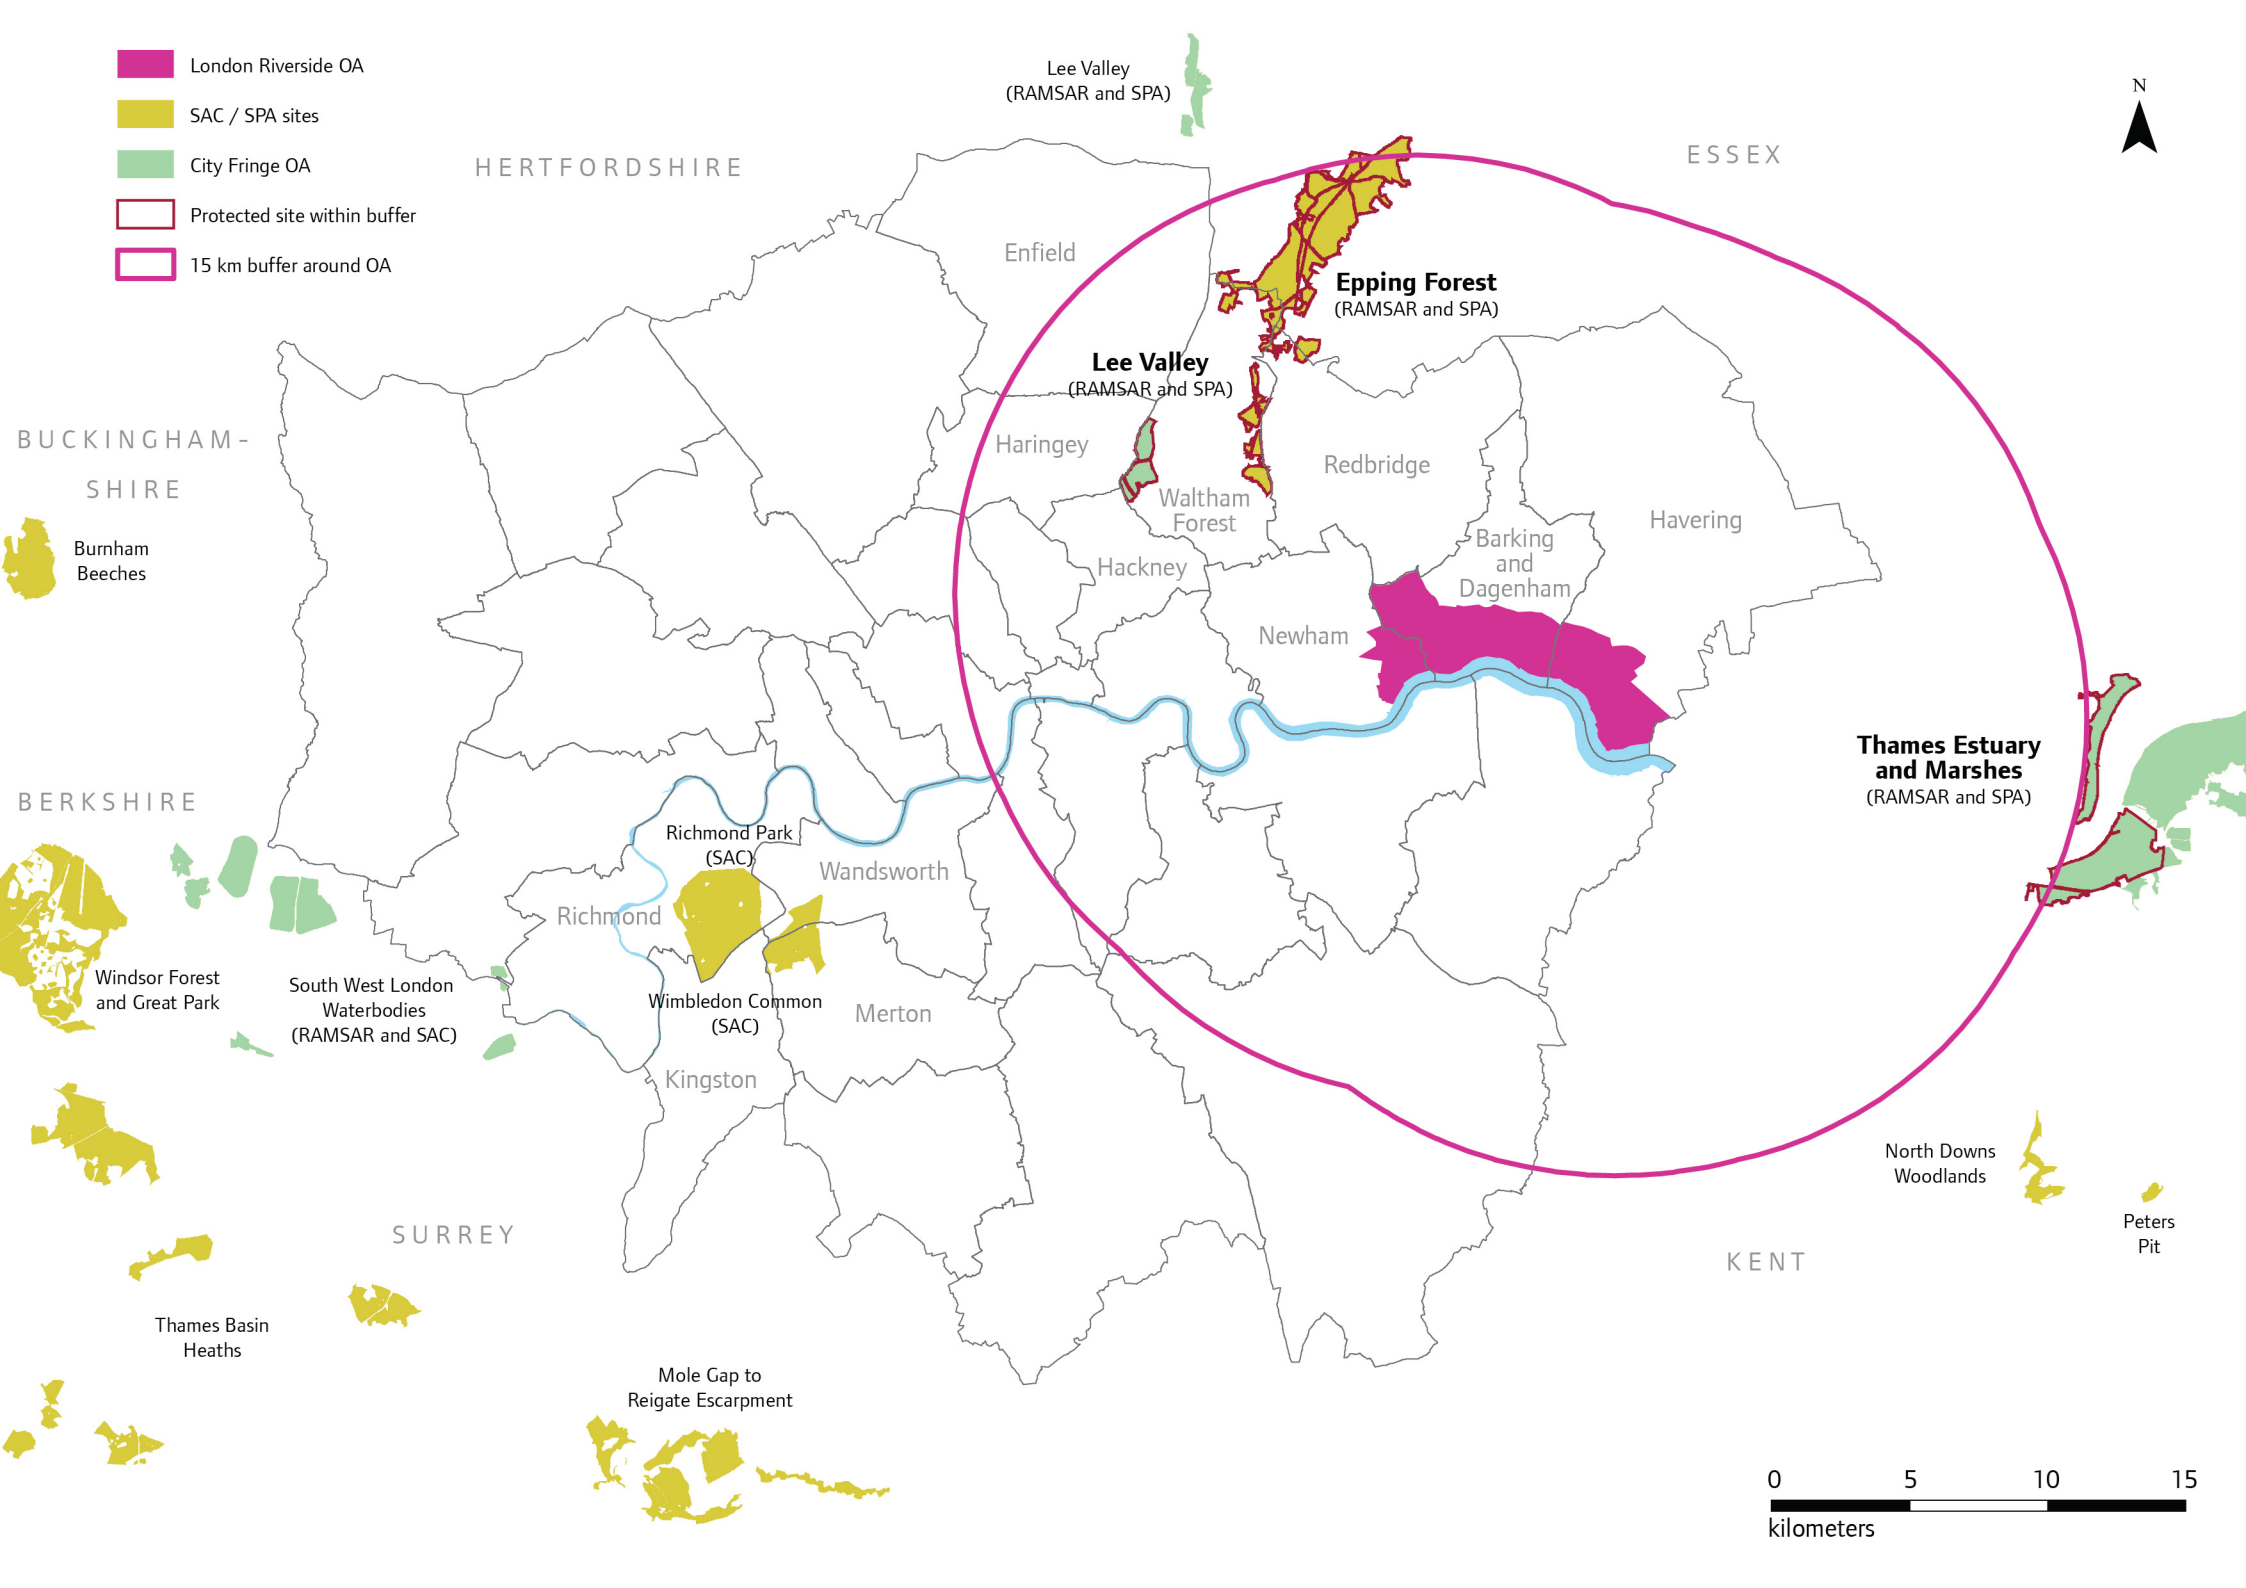 London Riverside OA
SAC / SPA sites
City Fringe OA
Protected site within buffer
15 km buffer around OA
Lee Valley
(RAMSAR and SPA)
N
HERTFORDSHIRE
ESSEX
Enfield
Epping Forest
(RAMSAR and SPA)
Lee Valley
(RAMSAR and SPA)
BUCKINGHAM-
SHIRE
Haringey
Redbridge
Waltham
Forest
Havering
Burnham
Beeches
Hackney
Barking
and
Dagenham
Newham
Thames Estuary
and Marshes
(RAMSAR and SPA)
BERKSHIRE
Richmond Park
(SAC)
Wandsworth
Richmond
Windsor Forest
and Great Park
South West London
Waterbodies
(RAMSAR and SAC)
Wimbledon Common
(SAC)
Merton
Kingston
North Downs
Woodlands
Peters
Pit
SURREY
KENT
Thames Basin
Heaths
Mole Gap to
Reigate Escarpment
0 5 10 15
kilometers